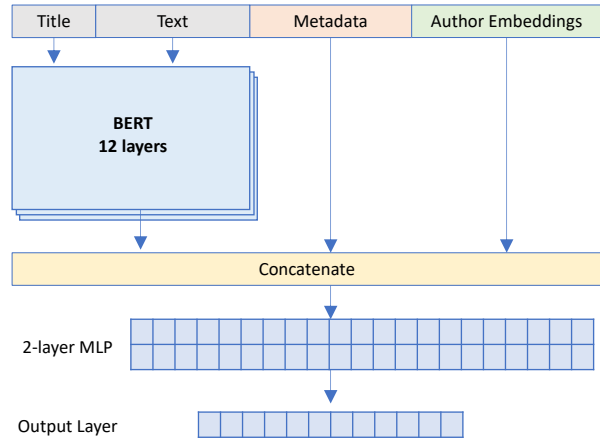 Title Text Metadata Author Embeddings
BERT
12 layers
Concatenate
2-layer MLP
Output Layer